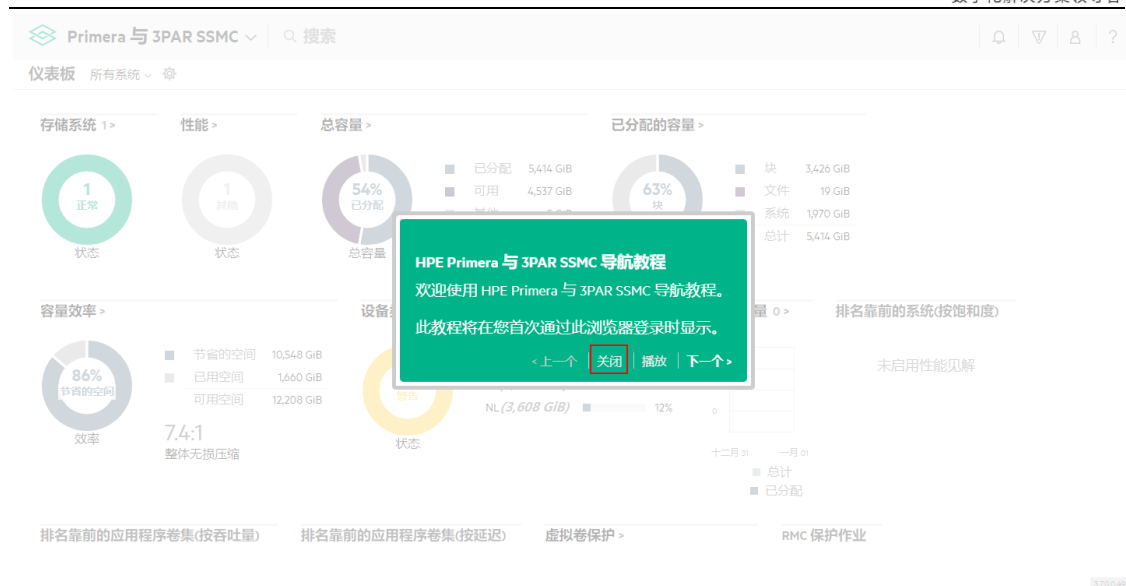 Primera 与 3PAR SSMC 搜索
仪表板 所有系统
存储系统 1 > 性能 > 总容量 > 已分配的容量 >
1 正常 状态
1 其他 状态
54% 已分配 总容量
已分配 5,414 GiB
可用 4,537 GiB
63% 块
块 3,426 GiB
文件 19 GiB
系统 1,970 GiB
总计 5,414 GiB
HPE Primera 与 3PAR SSMC 导航教程
欢迎使用 HPE Primera 与 3PAR SSMC 导航教程。
此教程将在您首次通过此浏览器登录时显示。
< 上一个 关闭 播放 下一个 >
容量效率 > 设备 量 0 > 排名靠前的系统(按饱和度)
86% 节省的空间 效率
节省的空间 10,548 GiB
已用空间 1,660 GiB
可用空间 12,208 GiB
7.4:1
整体无损压缩
警告 状态
NL (3,608 GiB) 12%
0
十二月 31 一月 01
总计
已分配
未启用性能见解
排名靠前的应用程序卷集(按吞吐量) 排名靠前的应用程序卷集(按延迟) 虚拟卷保护 > RMC 保护作业